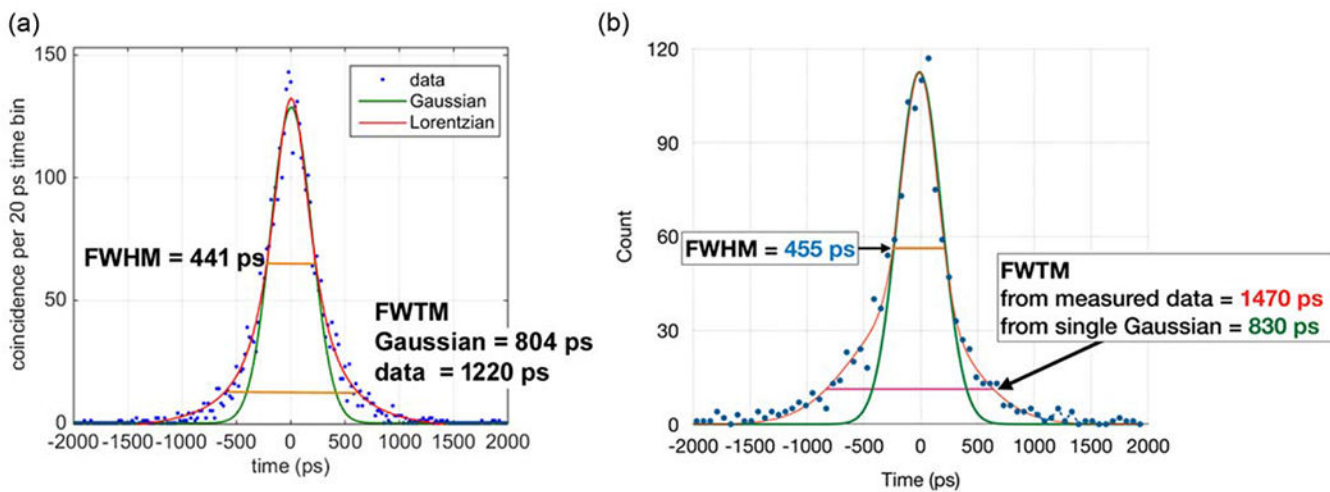 (a)
150
100
50
0
coincidence per 20 ps time bin
data
Gaussian
Lorentzian
FWHM = 441 ps
FWTM
Gaussian = 804 ps
data = 1220 ps
-2000 -1500 -1000 -500 0 500 1000 1500 2000
time (ps)
(b)
120
90
60
30
0
Count
FWHM = 455 ps
FWTM
from measured data = 1470 ps
from single Gaussian = 830 ps
-2000 -1500 -1000 -500 0 500 1000 1500 2000
Time (ps)